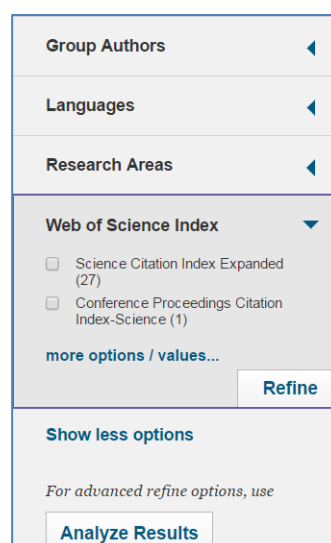 Group Authors
Languages
Research Areas
Web of Science Index
Science Citation Index Expanded
(27)
Conference Proceedings Citation
Index-Science (1)
more options / values...
Refine
Show less options
For advanced refine options, use
Analyze Results